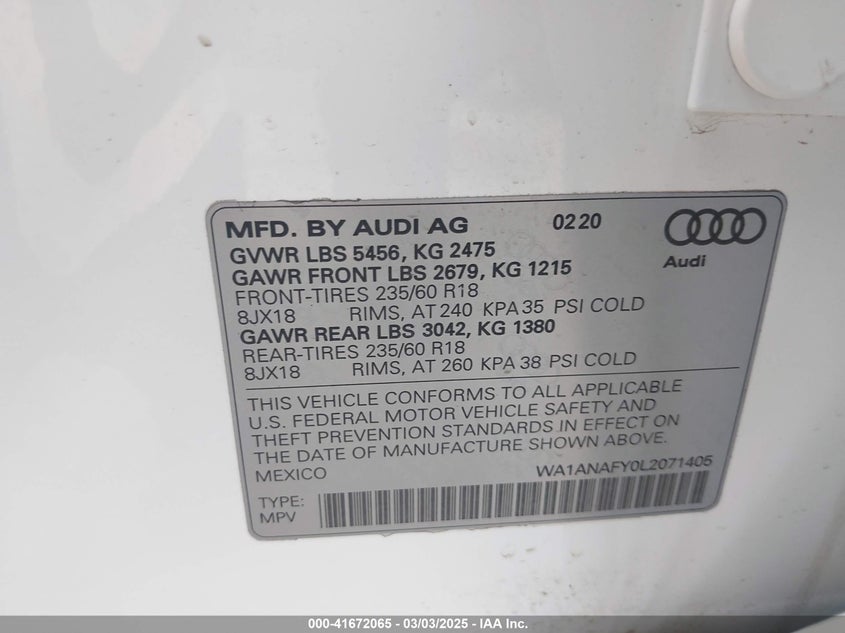 MFD. BY AUDI AG 0220
Audi
GVWR LBS 5456, KG 2475
GAWR FRONT LBS 2679, KG 1215
FRONT-TIRES 235/60 R18
8JX18 RIMS, AT 240 KPA 35 PSI COLD
GAWR REAR LBS 3042, KG 1380
REAR-TIRES 235/60 R18
8JX18 RIMS, AT 260 KPA 38 PSI COLD
THIS VEHICLE CONFORMS TO ALL APPLICABLE
U.S. FEDERAL MOTOR VEHICLE SAFETY AND
THEFT PREVENTION STANDARDS IN EFFECT ON
THE DATE OF MANUFACTURE SHOWN ABOVE.
MEXICO WA1ANAFY0L2071405
TYPE:
MPV
000-41672065 - 03/03/2025 - IAA Inc.